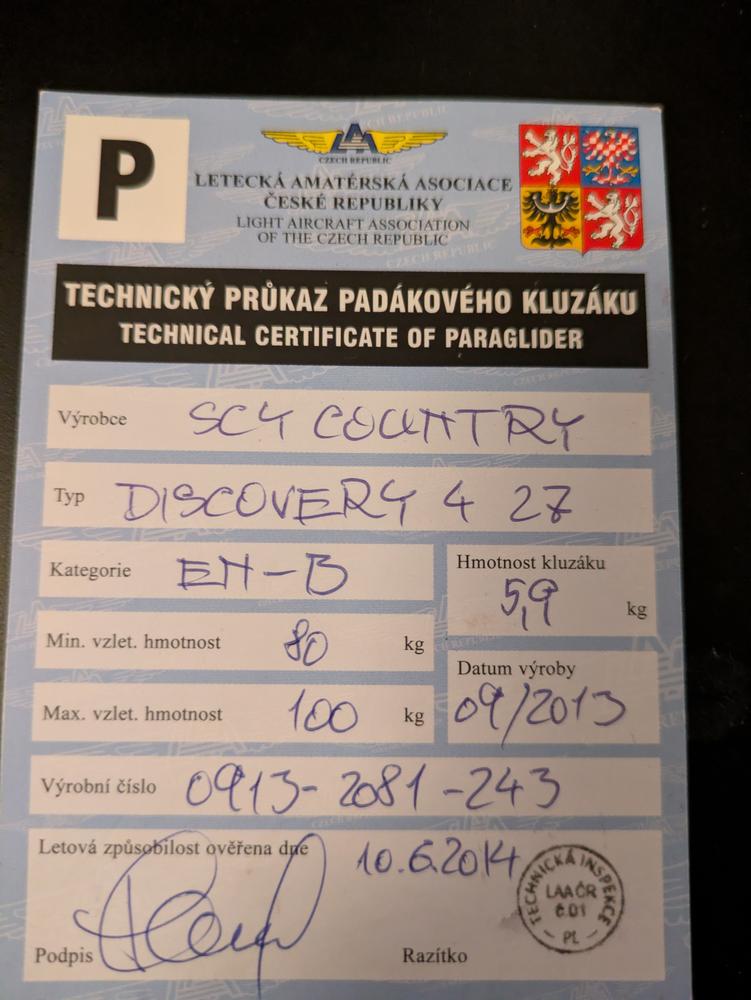 P
CZECH REPUBLIC
LETECKÁ AMATÉRSKÁ ASOCIACE
ČESKÉ REPUBLIKY
LIGHT AIRCRAFT ASSOCIATION
OF THE CZECH REPUBLIC
TECHNICKÝ PRŮKAZ PADÁKOVÉHO KLUZÁKU
TECHNICAL CERTIFICATE OF PARAGLIDER
Výrobce SCY COUNTRY
Typ DISCOVERY 4 27
Kategorie EN-B
Hmotnost kluzáku 5,9 kg
Min. vzlet. hmotnost 80 kg
Datum výroby 09/2013
Max. vzlet. hmotnost 100 kg
Výrobní číslo 0913-2081-243
Letová způsobilost ověřena dne 10.6.2014
TECHNICKÁ INSPEKCE
LAA ČR
č.01
PL
Podpis Razítko